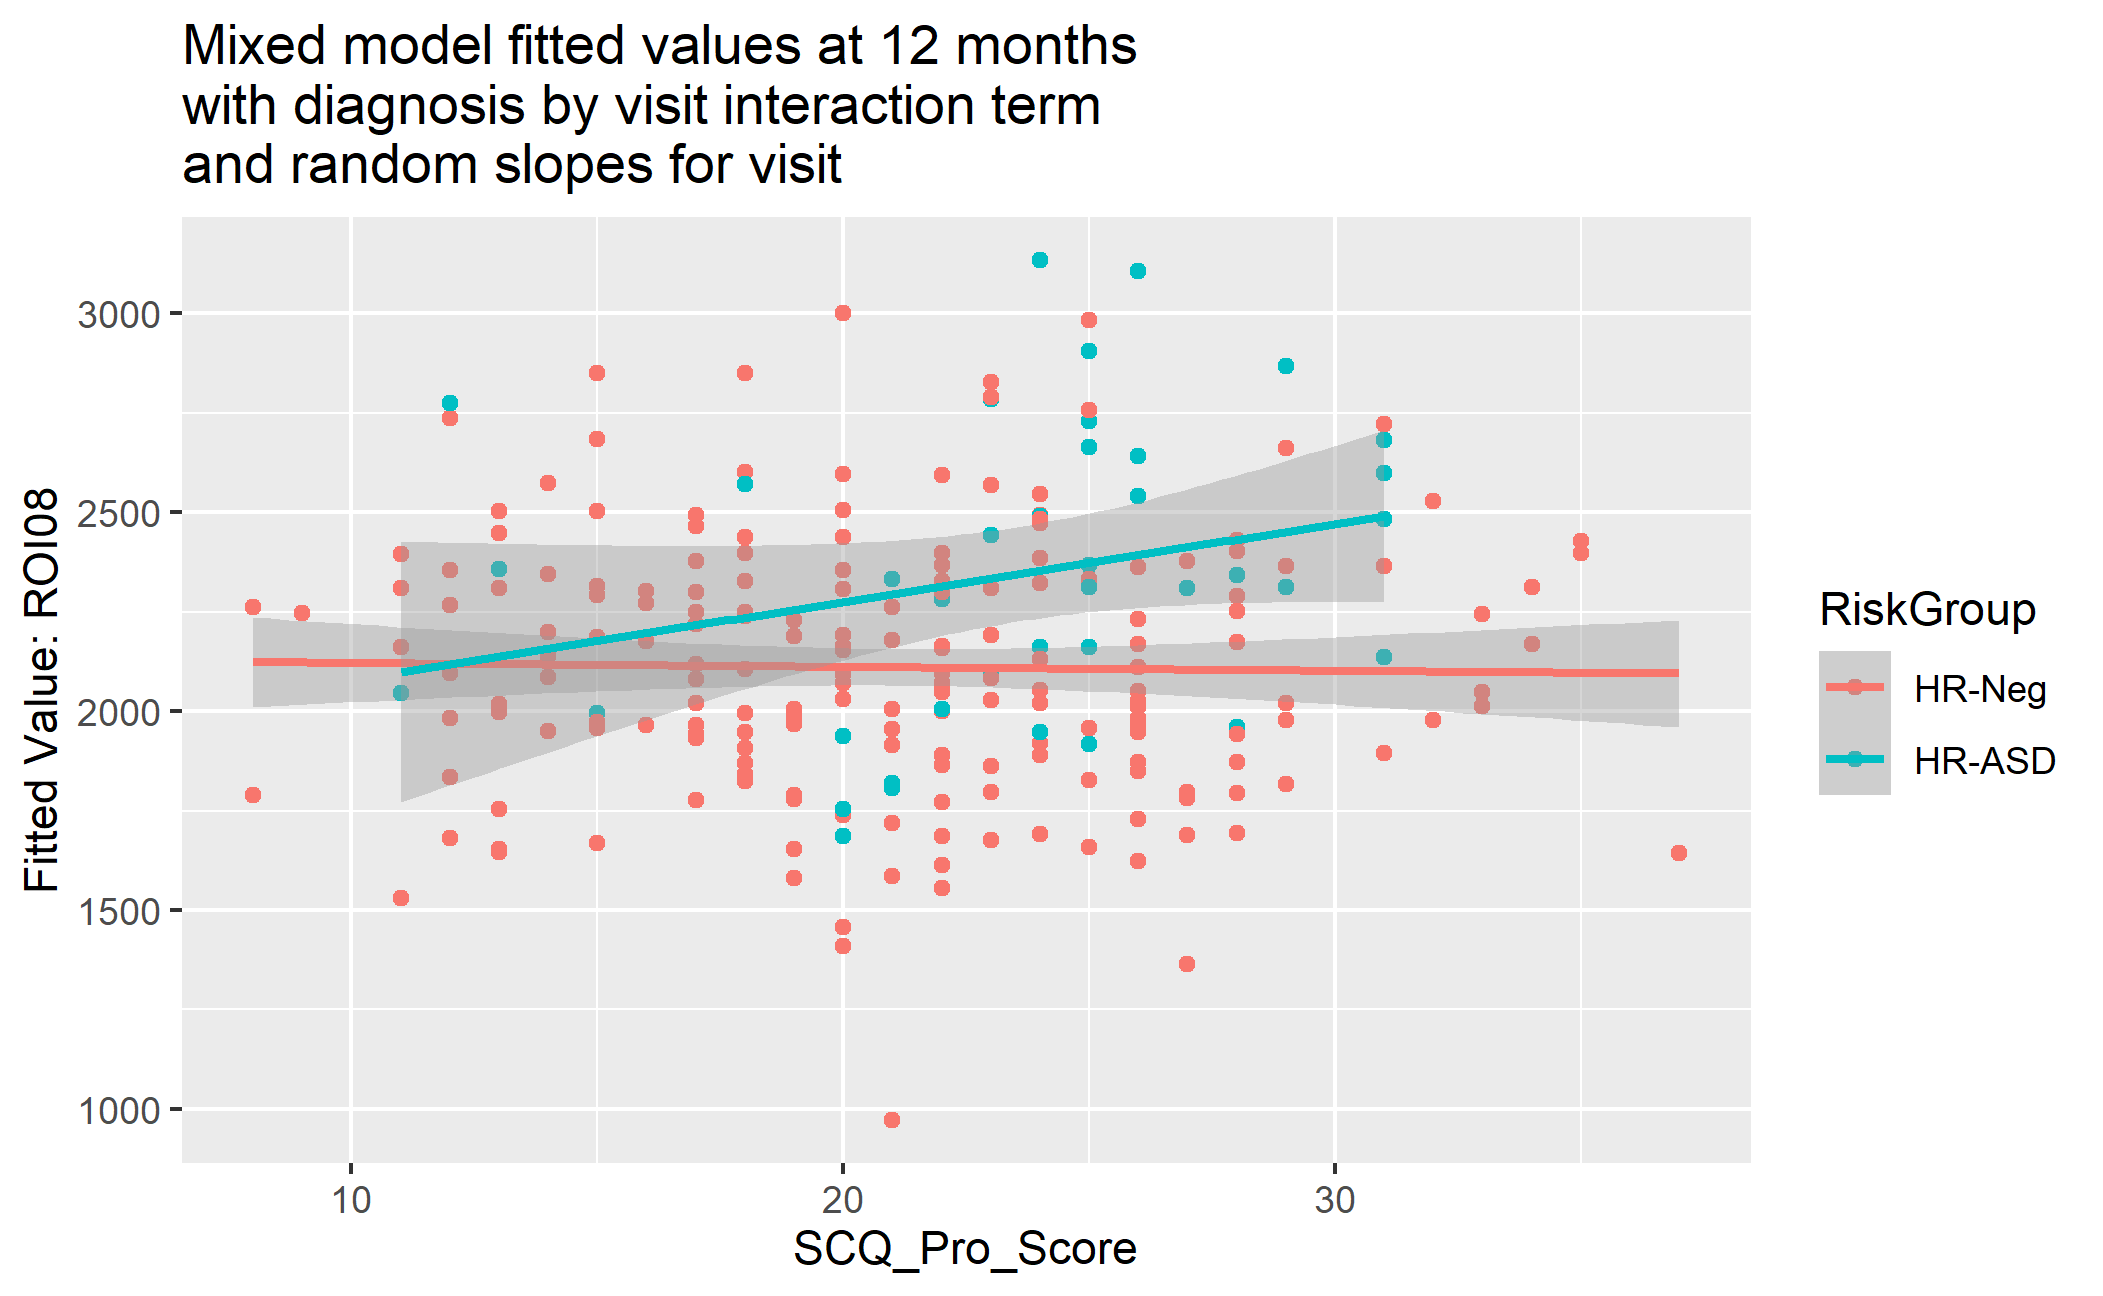 Mixed model fitted values at 12 months
with diagnosis by visit interaction term
and random slopes for visit
Fitted Value: ROI08
3000
2500
2000
1500
1000
10
20
30
SCQ_Pro_Score
RiskGroup
HR-Neg
HR-ASD